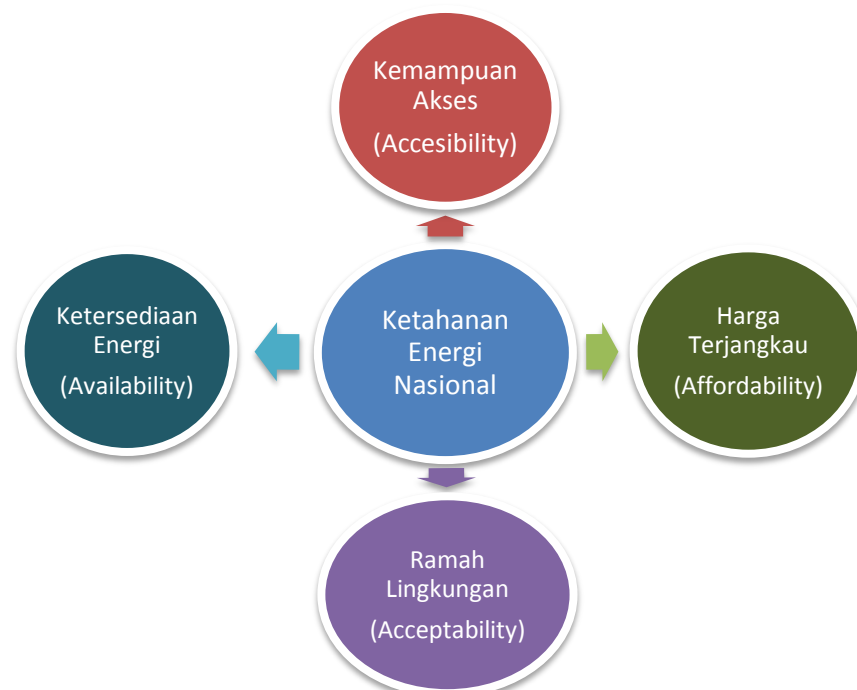 Kemampuan
Akses
(Accesibility)
Ketersediaan
Energi
(Availability)
Ketahanan
Energi
Nasional
Harga
Terjangkau
(Affordability)
Ramah
Lingkungan
(Acceptability)